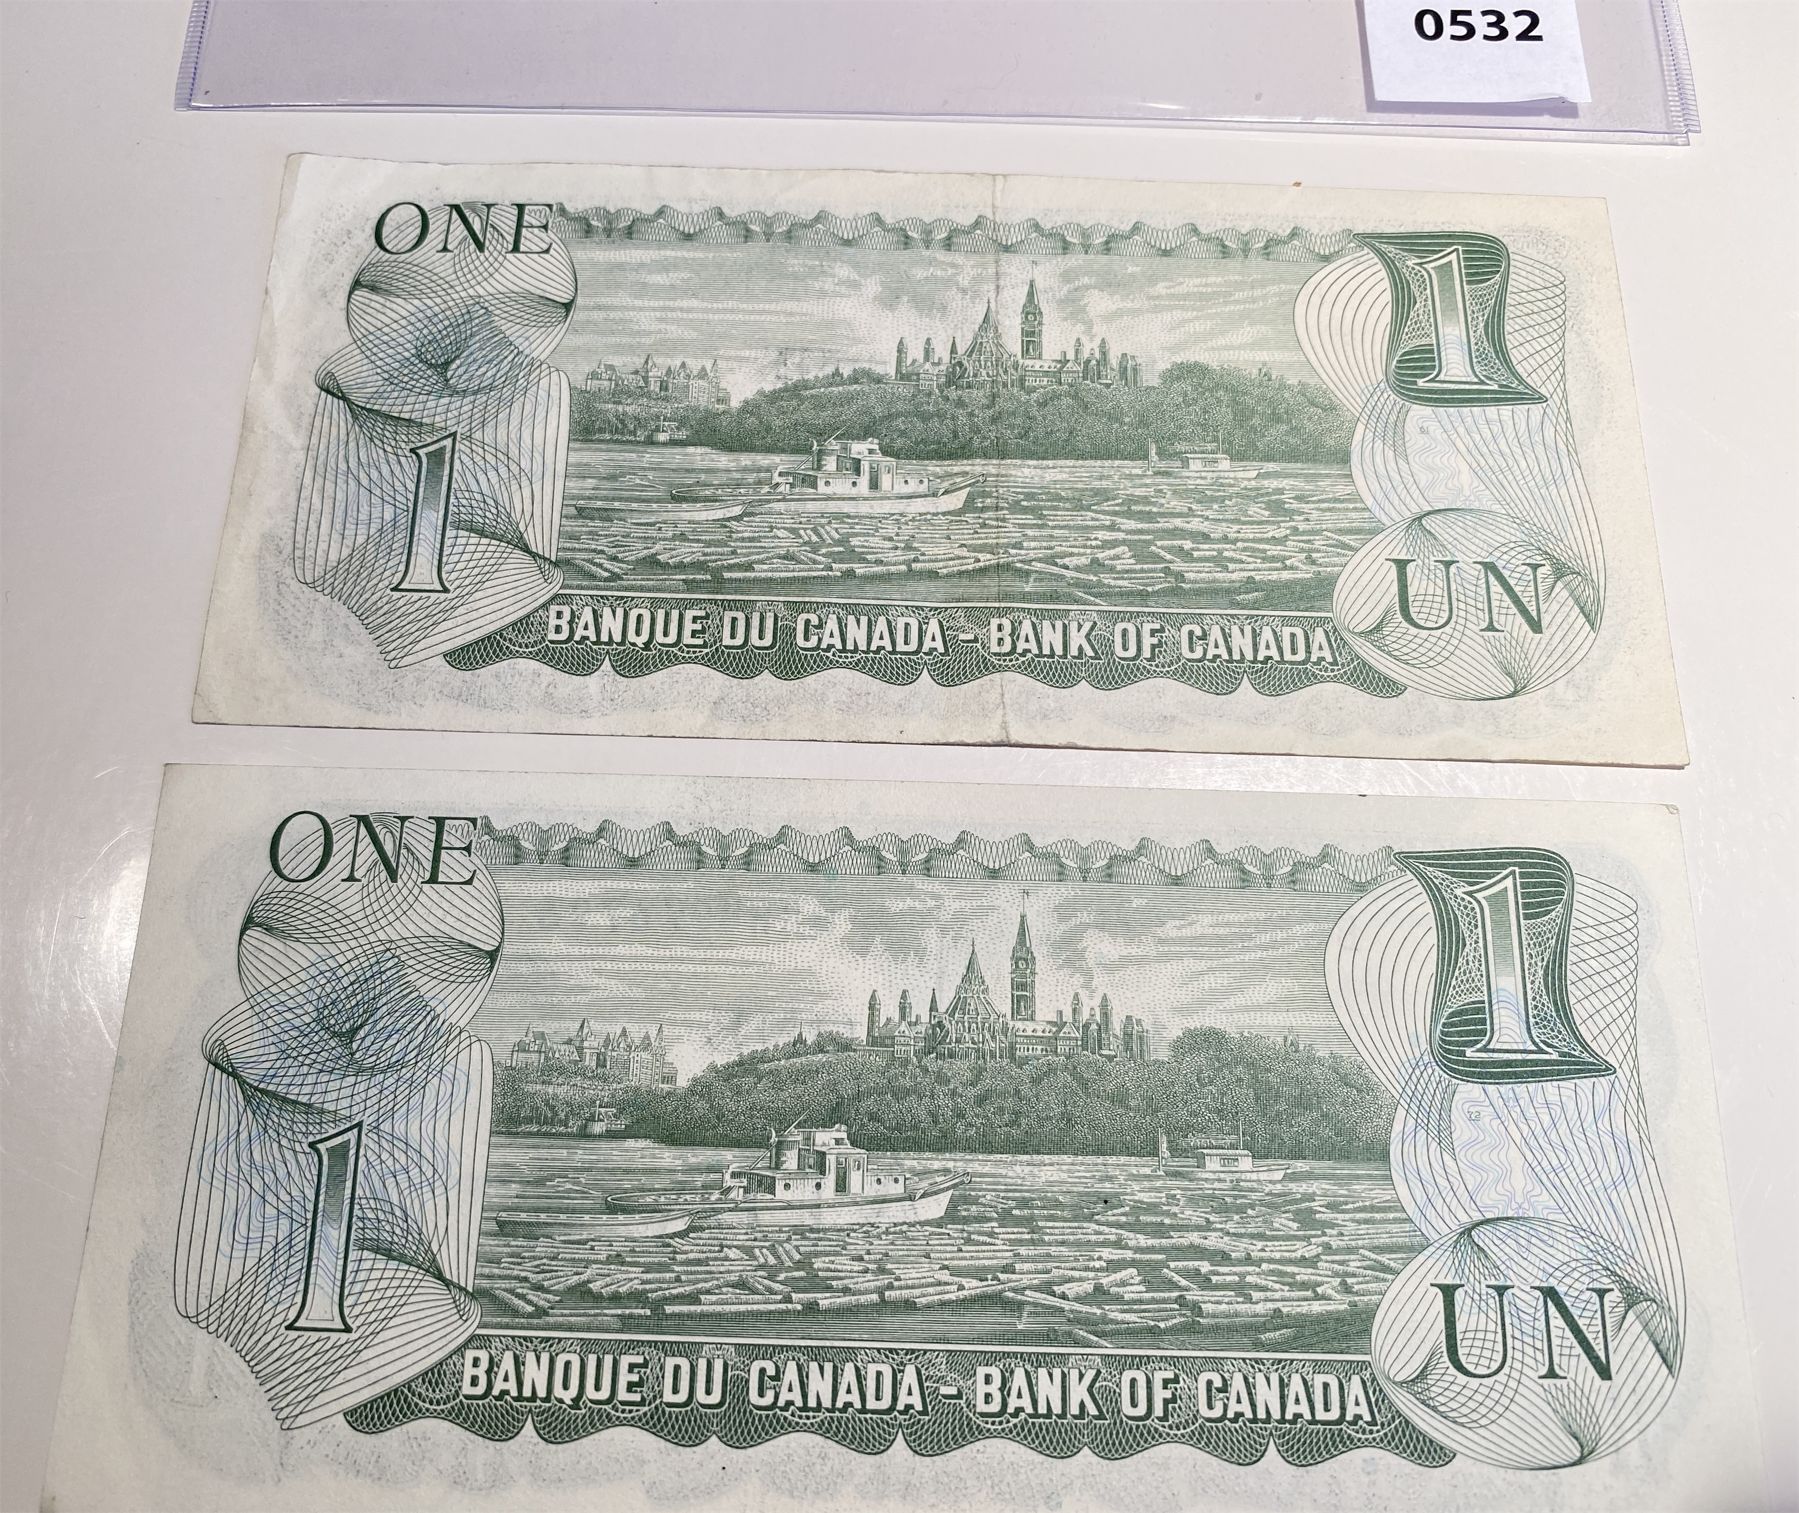 0532
ONE
1
1
UN
BANQUE DU CANADA - BANK OF CANADA
ONE
1
1
UN
BANQUE DU CANADA - BANK OF CANADA